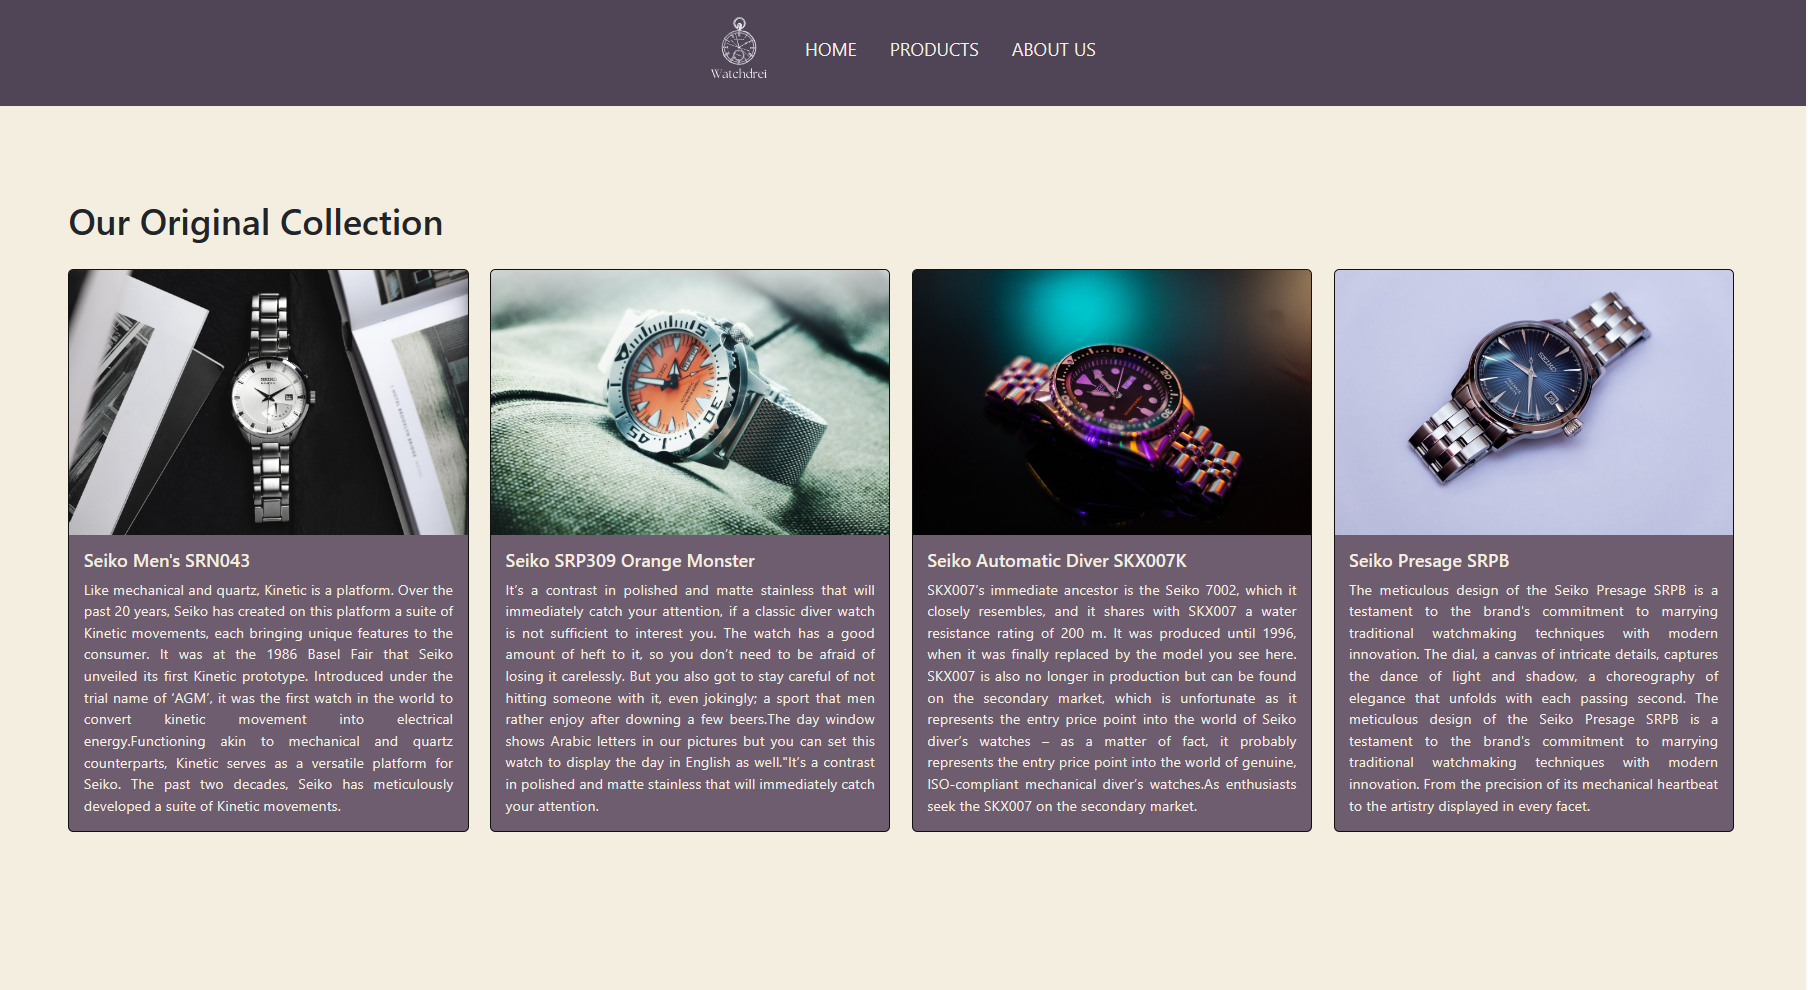 Watchdrei
HOME PRODUCTS ABOUT US
Our Original Collection
Seiko Men's SRN043
Like mechanical and quartz, Kinetic is a platform. Over the
past 20 years, Seiko has created on this platform a suite of
Kinetic movements, each bringing unique features to the
consumer. It was at the 1986 Basel Fair that Seiko
unveiled its first Kinetic prototype. Introduced under the
trial name of ‘AGM’, it was the first watch in the world to
convert kinetic movement into electrical
energy.Functioning akin to mechanical and quartz
counterparts, Kinetic serves as a versatile platform for
Seiko. The past two decades, Seiko has meticulously
developed a suite of Kinetic movements.
Seiko SRP309 Orange Monster
It’s a contrast in polished and matte stainless that will
immediately catch your attention, if a classic diver watch
is not sufficient to interest you. The watch has a good
amount of heft to it, so you don’t need to be afraid of
losing it carelessly. But you also got to stay careful of not
hitting someone with it, even jokingly; a sport that men
rather enjoy after downing a few beers.The day window
shows Arabic letters in our pictures but you can set this
watch to display the day in English as well."It’s a contrast
in polished and matte stainless that will immediately catch
your attention.
Seiko Automatic Diver SKX007K
SKX007’s immediate ancestor is the Seiko 7002, which it
closely resembles, and it shares with SKX007 a water
resistance rating of 200 m. It was produced until 1996,
when it was finally replaced by the model you see here.
SKX007 is also no longer in production but can be found
on the secondary market, which is unfortunate as it
represents the entry price point into the world of Seiko
diver’s watches – as a matter of fact, it probably
represents the entry price point into the world of genuine,
ISO-compliant mechanical diver’s watches.As enthusiasts
seek the SKX007 on the secondary market.
Seiko Presage SRPB
The meticulous design of the Seiko Presage SRPB is a
testament to the brand's commitment to marrying
traditional watchmaking techniques with modern
innovation. The dial, a canvas of intricate details, captures
the dance of light and shadow, a choreography of
elegance that unfolds with each passing second. The
meticulous design of the Seiko Presage SRPB is a
testament to the brand's commitment to marrying
traditional watchmaking techniques with modern
innovation. From the precision of its mechanical heartbeat
to the artistry displayed in every facet.